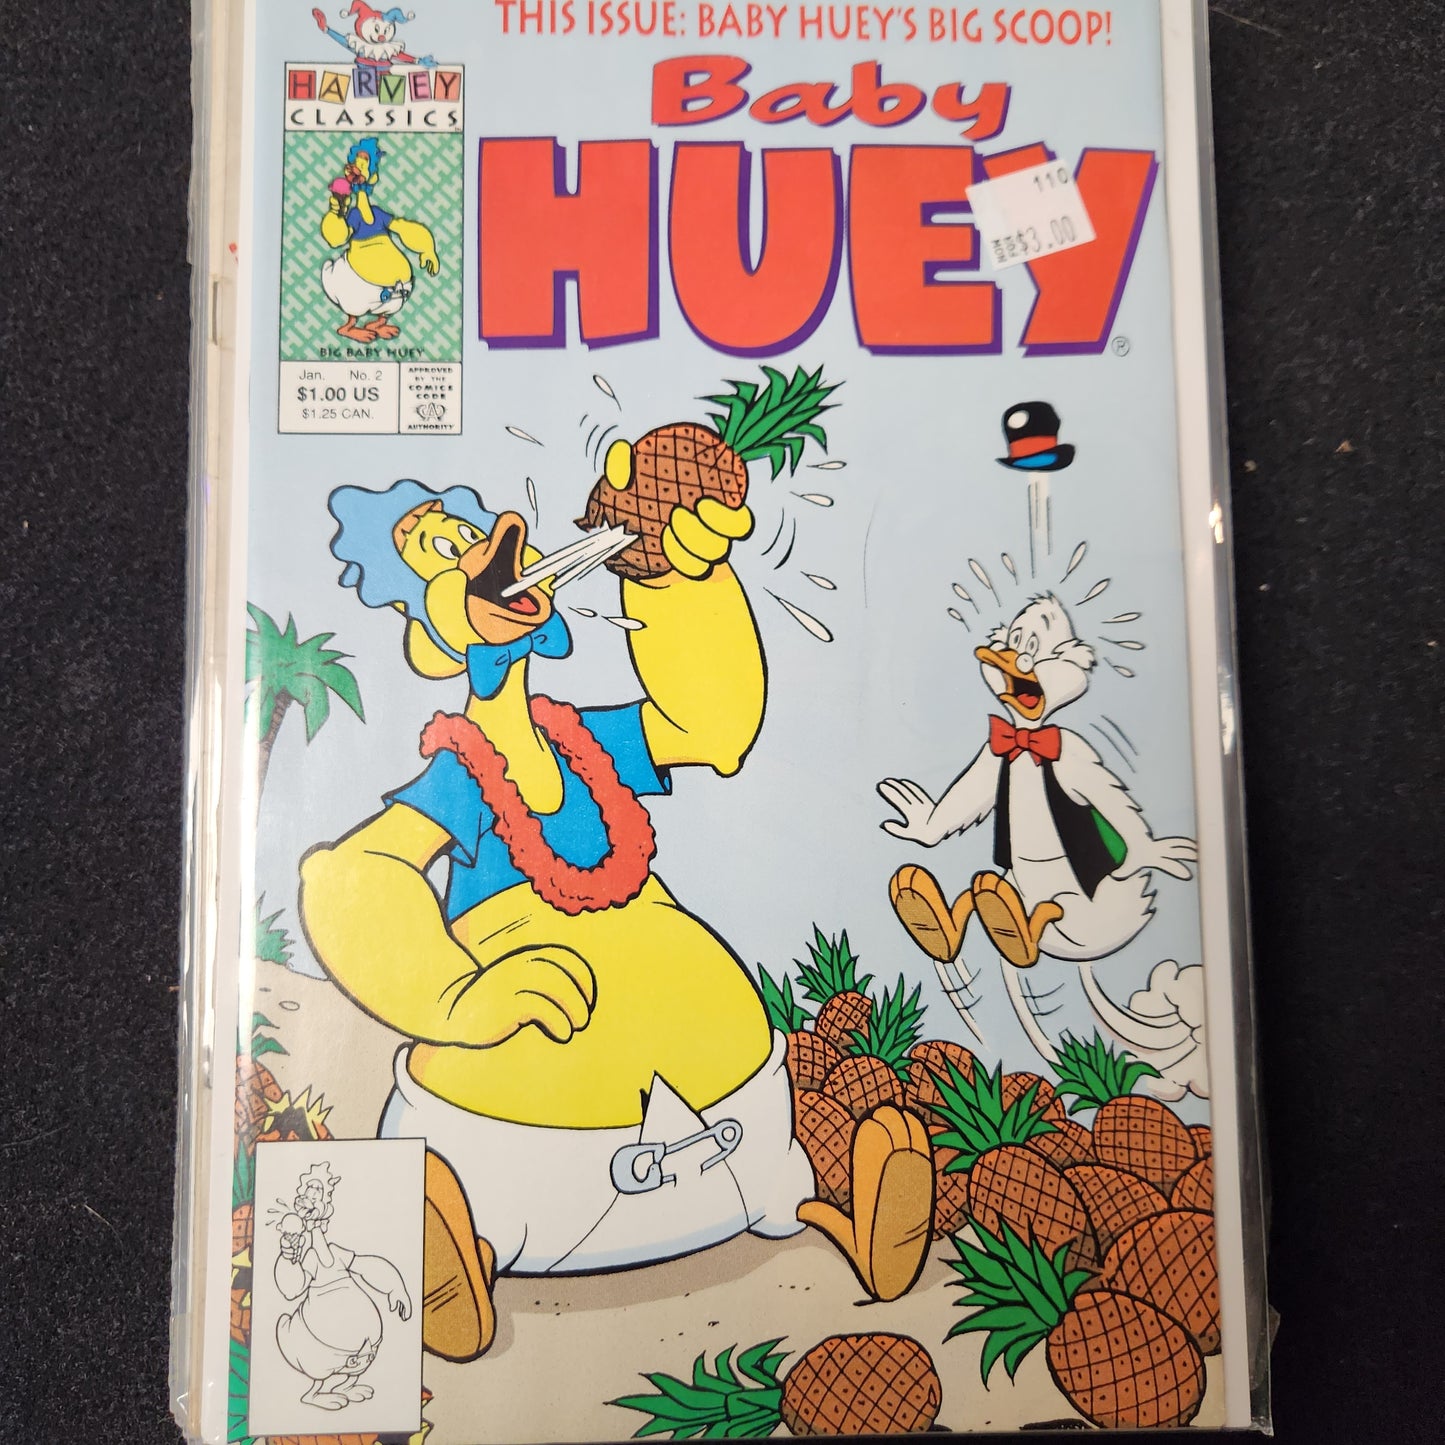 THIS ISSUE: BABY HUEY'S BIG SCOOP!
HARVEY
CLASSICS
Baby
HUEY
®
110
$3.00
BIG BABY HUEY
Jan. No. 2
$1.00 US
$1.25 CAN.
APPROVED
BY THE
COMICS
CODE
CA
AUTHORITY